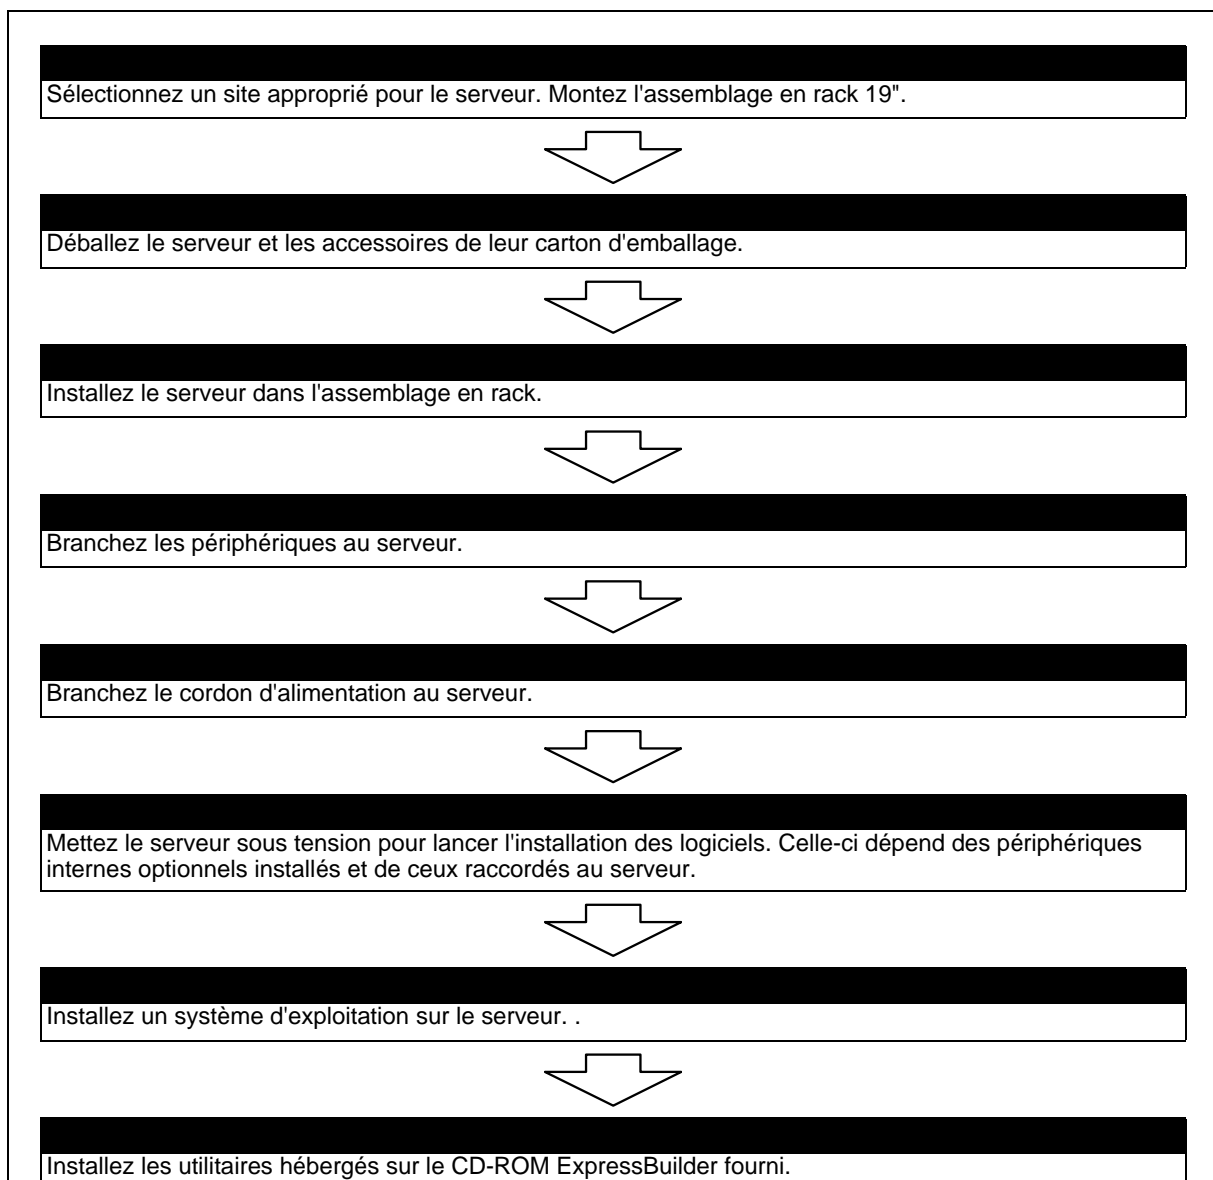 Sélectionnez un site approprié pour le serveur. Montez l'assemblage en rack 19".
Déballez le serveur et les accessoires de leur carton d'emballage.
Installez le serveur dans l'assemblage en rack.
Branchez les périphériques au serveur.
Branchez le cordon d'alimentation au serveur.
Mettez le serveur sous tension pour lancer l'installation des logiciels. Celle-ci dépend des périphériques
internes optionnels installés et de ceux raccordés au serveur.
Installez un système d'exploitation sur le serveur. .
Installez les utilitaires hébergés sur le CD-ROM ExpressBuilder fourni.